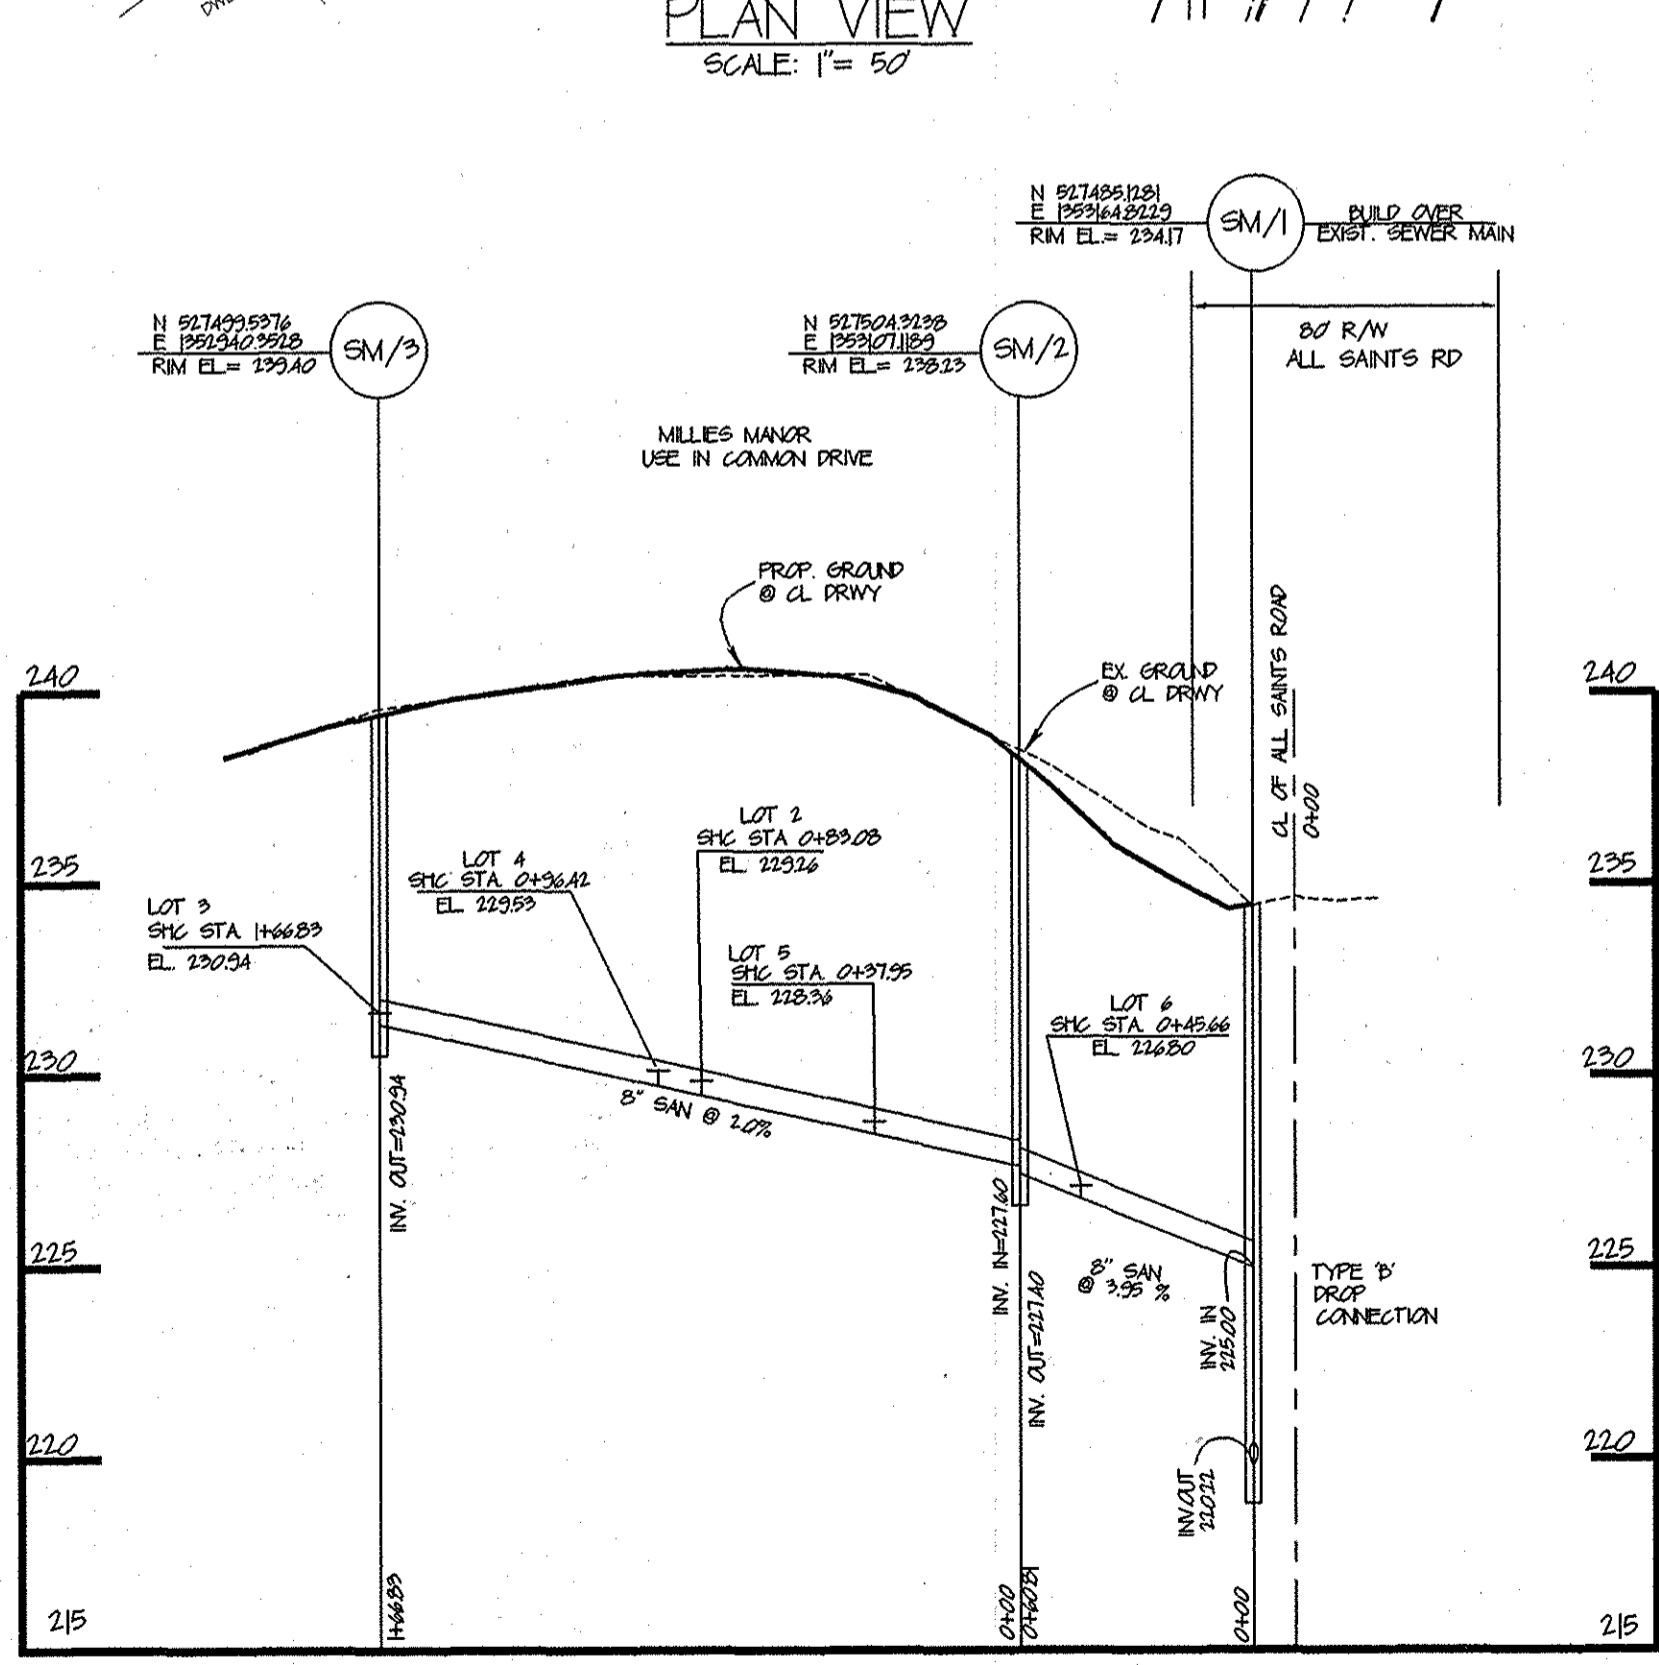 PLAN VIEW
SCALE: 1"= 50'
N 527485.1281
E 1353164.8229
RIM EL.= 234.17
SM/1
BUILD OVER
EXIST. SEWER MAIN
N 527499.5376
E 1352940.3528
RIM EL= 239.40
SM/3
N 527504.3238
E 1353107.1189
RIM EL= 238.23
SM/2
80' R/W
ALL SAINTS RD
MILLIES MANOR
USE IN COMMON DRIVE
PROP. GROUND
@ CL DRWY
EX. GROUND
@ CL DRWY
CL OF ALL SAINTS ROAD
0+00
240
240
235
235
230
230
225
225
220
220
215
215
LOT 2
SHC STA 0+83.08
EL 229.26
LOT 4
SHC STA. 0+96.42
EL 229.53
LOT 3
SHC STA 1+66.83
EL. 230.94
LOT 5
SHC STA. 0+37.95
EL 228.36
LOT 6
SHC STA. 0+45.66
EL 226.80
8" SAN @ 2.0%
INV. OUT=230.94
INV. IN=227.60
INV. OUT=227.40
8" SAN
@ 3.95 %
INV. IN
225.00
TYPE 'B'
DROP
CONNECTION
INV.OUT
220.22
1+66.83
0+00
0+60.81
0+00